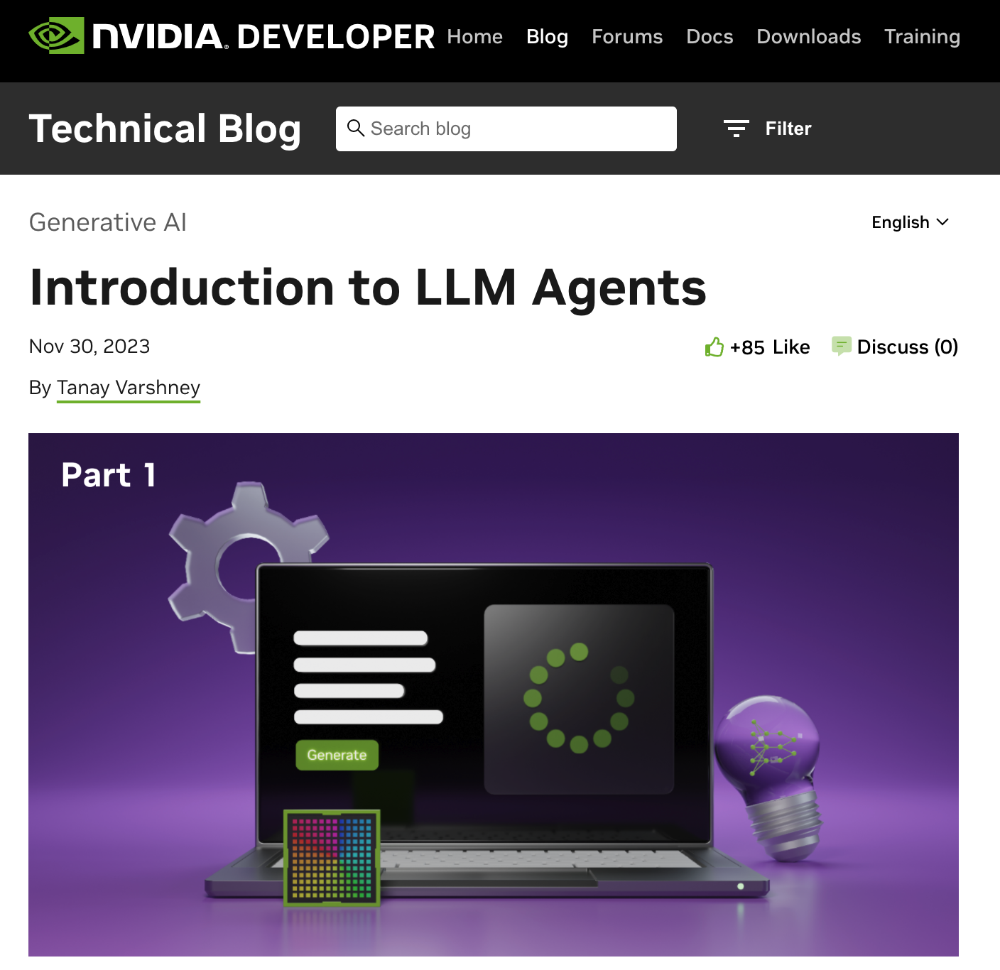 NVIDIA. DEVELOPER Home Blog Forums Docs Downloads Training
Technical Blog Search blog Filter
Generative AI English
Introduction to LLM Agents
Nov 30, 2023 +85 Like Discuss (0)
By Tanay Varshney
Part 1
Generate